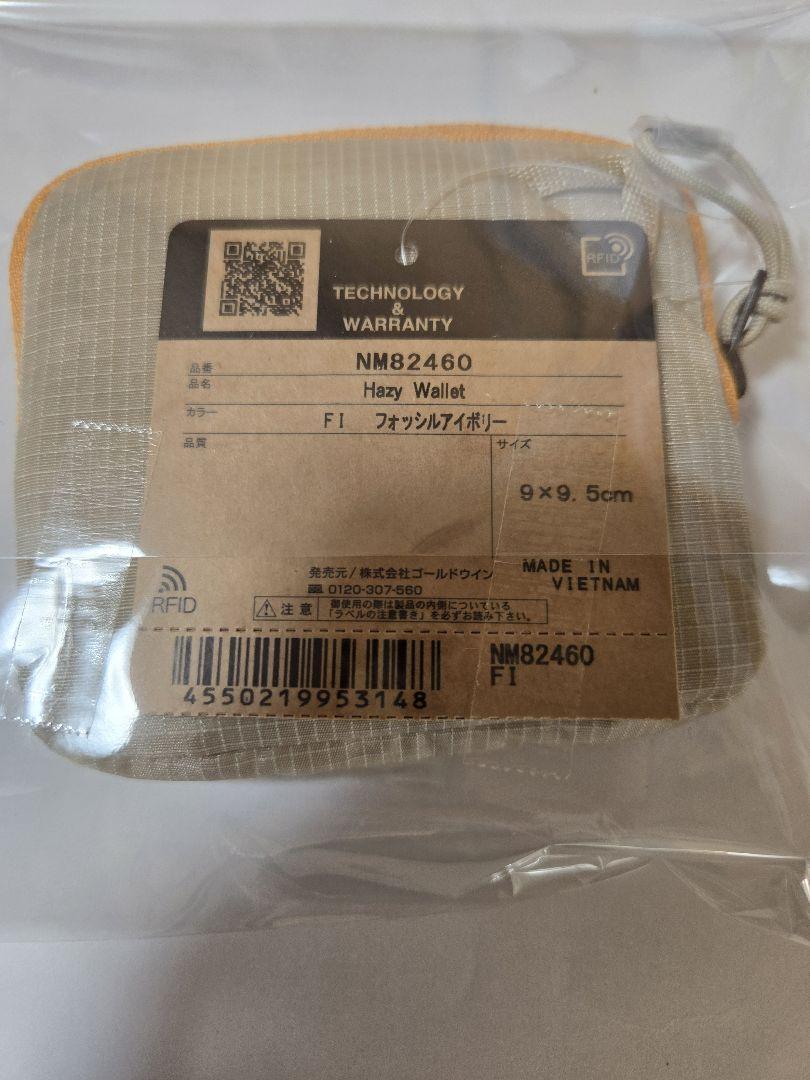 RFID
TECHNOLOGY
&
WARRANTY
品番 NM82460
品名 Hazy Wallet
カラー FI フォッシルアイボリー
品質 サイズ
9×9.5cm
発売元/株式会社ゴールドウイン
0120-307-560
MADE IN
VIETNAM
RFID
注意 御使用の際は製品の内側についている
「ラベルの注意書き」を必ずお読み下さい。
4550219953148
NM82460
FI